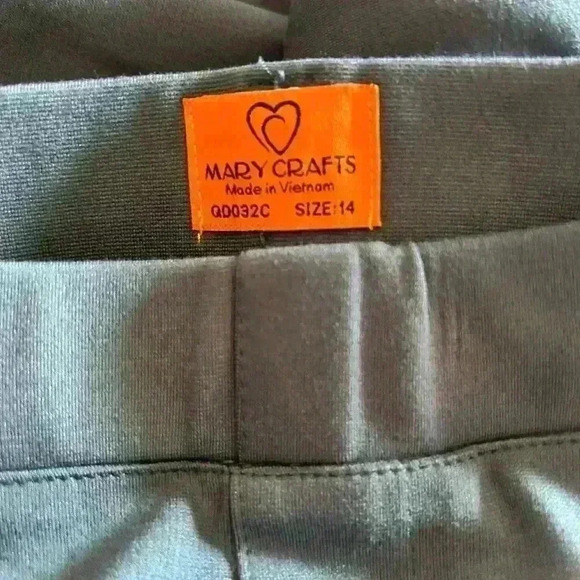 MARY CRAFTS
Made in Vietnam
QD032C SIZE:14